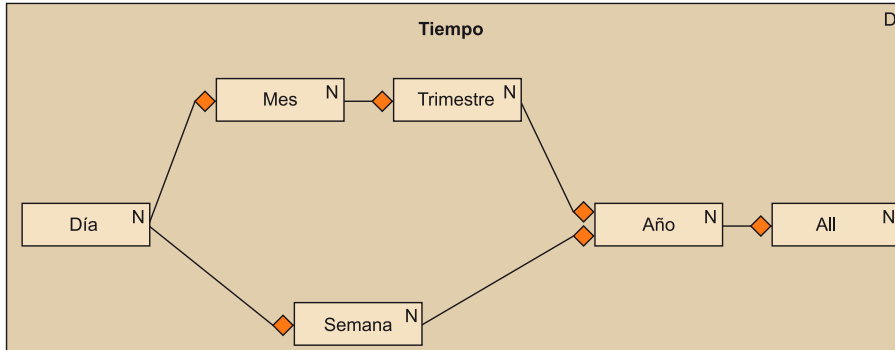 Tiempo
D
Mes N
Trimestre N
Día N
Año N
All N
Semana N